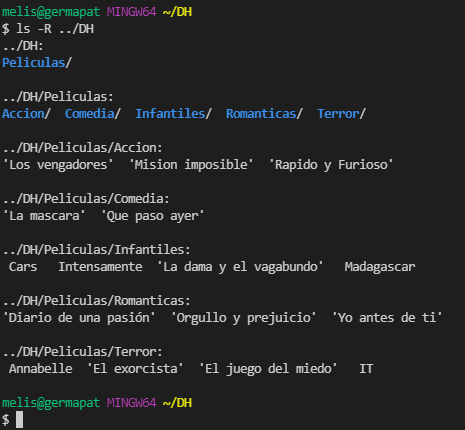 melis@germapat MINGW64 ~/DH
$ ls -R ../DH
../DH:
Peliculas/
../DH/Peliculas:
Accion/  Comedia/  Infantiles/  Romanticas/  Terror/
../DH/Peliculas/Accion:
'Los vengadores'  'Mision imposible'  'Rapido y Furioso'
../DH/Peliculas/Comedia:
'La mascara'  'Que paso ayer'
../DH/Peliculas/Infantiles:
 Cars   Intensamente  'La dama y el vagabundo'   Madagascar
../DH/Peliculas/Romanticas:
'Diario de una pasión'  'Orgullo y prejuicio'  'Yo antes de ti'
../DH/Peliculas/Terror:
 Annabelle  'El exorcista'  'El juego del miedo'   IT
melis@germapat MINGW64 ~/DH
$